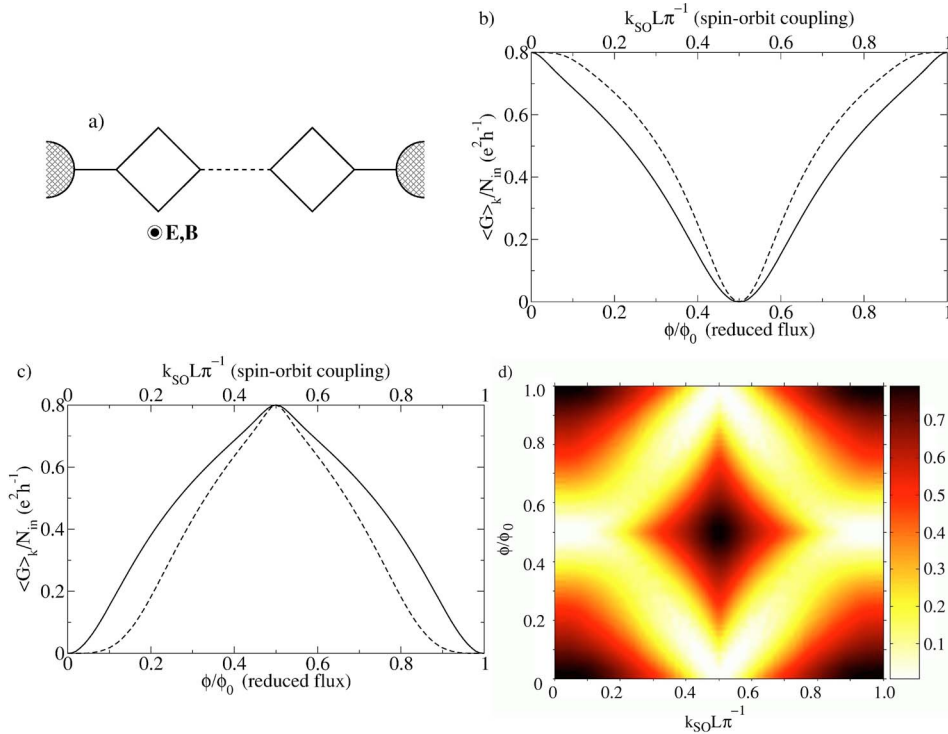 a)
E,B
b)
k_SO Lπ^-1 (spin-orbit coupling)
0 0.2 0.4 0.6 0.8 1
<G>_k/N_in (e^2h^-1)
0.8
0.6
0.4
0.2
0
0 0.2 0.4 0.6 0.8 1
ϕ/ϕ_0 (reduced flux)
c)
k_SO Lπ^-1 (spin-orbit coupling)
0 0.2 0.4 0.6 0.8 1
<G>_k/N_in (e^2h^-1)
0.8
0.6
0.4
0.2
0
0 0.2 0.4 0.6 0.8 1
ϕ/ϕ_0 (reduced flux)
d)
ϕ/ϕ_0
1.0
0.8
0.6
0.4
0.2
0
0 0.2 0.4 0.6 0.8 1.0
k_SO Lπ^-1
0.7
0.6
0.5
0.4
0.3
0.2
0.1